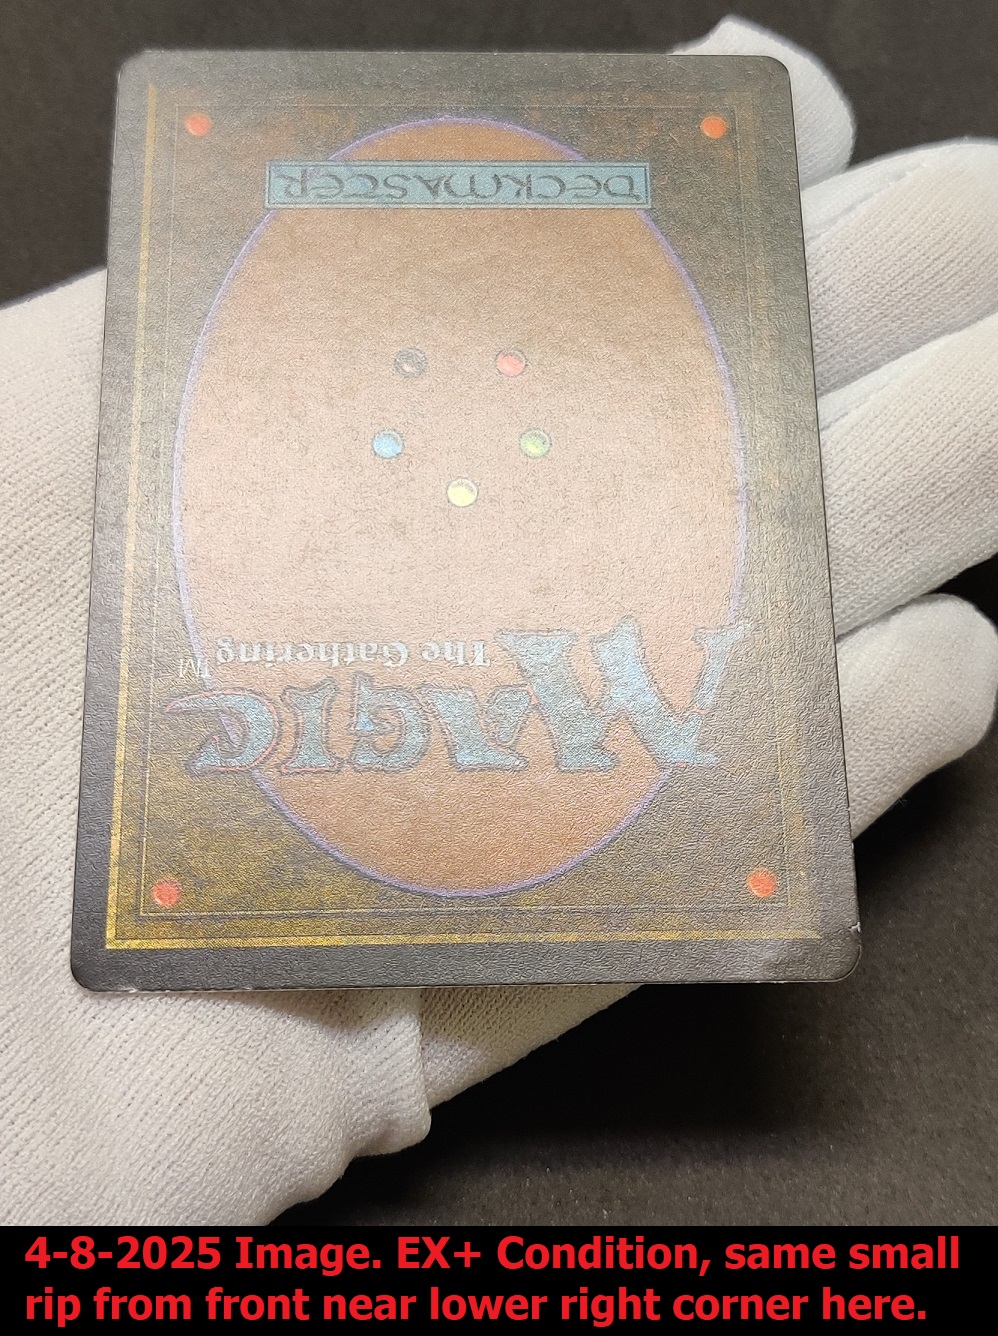 DECKMASTER
The Gathering
TM
MAGIC
4-8-2025 Image. EX+ Condition, same small
rip from front near lower right corner here.